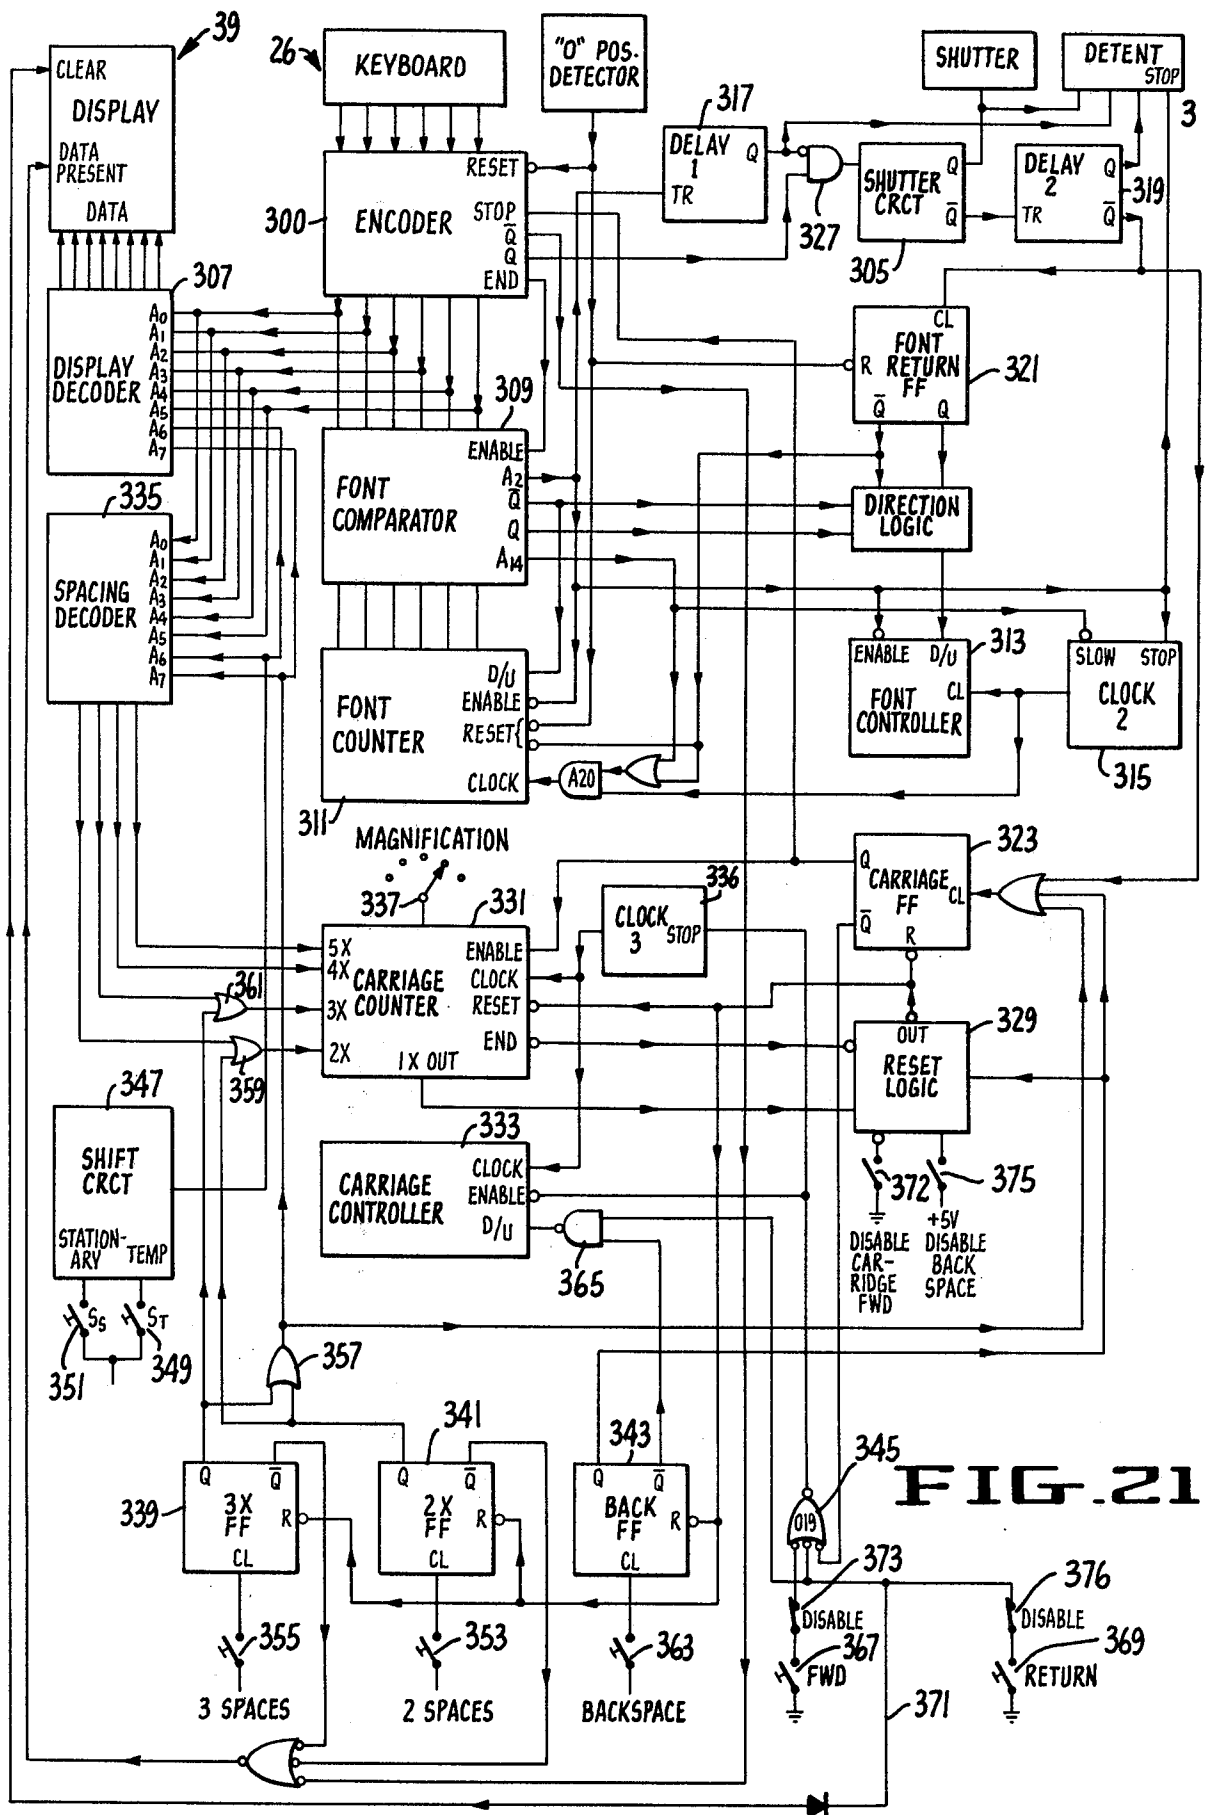 39
CLEAR
DISPLAY
DATA
PRESENT
DATA
26
KEYBOARD
"0" POS-
DETECTOR
SHUTTER
DETENT
STOP
3
317
DELAY
1
Q
TR
327
SHUTTER
CRCT
Q
Q̅
305
DELAY
2
Q
319
TR
Q̅
300
ENCODER
RESET
STOP
Q̅
Q
END
307
DISPLAY
DECODER
A0
A1
A2
A3
A4
A5
A6
A7
CL
FONT
RETURN
FF
R
Q̅
Q
321
309
FONT
COMPARATOR
ENABLE
A2
Q̅
Q
A14
DIRECTION
LOGIC
335
SPACING
DECODER
A0
A1
A2
A3
A4
A5
A6
A7
FONT
COUNTER
D/U
ENABLE
RESET{
CLOCK
311
A20
ENABLE
D/U
313
CL
FONT
CONTROLLER
SLOW
STOP
CLOCK
2
315
MAGNIFICATION
337
331
5X
4X
3X
2X
CARRIAGE
COUNTER
ENABLE
CLOCK
RESET
END
1X OUT
361
359
336
CLOCK
3
STOP
323
Q
CARRIAGE
FF
CL
Q̅
R
329
OUT
RESET
LOGIC
372
375
DISABLE
CAR-
RIDGE
FWD
+5V
DISABLE
BACK
SPACE
347
SHIFT
CRCT
STATION-
ARY
TEMP
SS
ST
351
349
333
CARRIAGE
CONTROLLER
CLOCK
ENABLE
D/U
365
357
339
Q
Q̅
3X
FF
R
CL
341
Q
Q̅
2X
FF
R
CL
343
Q
Q̅
BACK
FF
R
CL
345
019
FIG. 21
355
3 SPACES
353
2 SPACES
363
BACKSPACE
373
DISABLE
367
FWD
376
DISABLE
369
RETURN
371